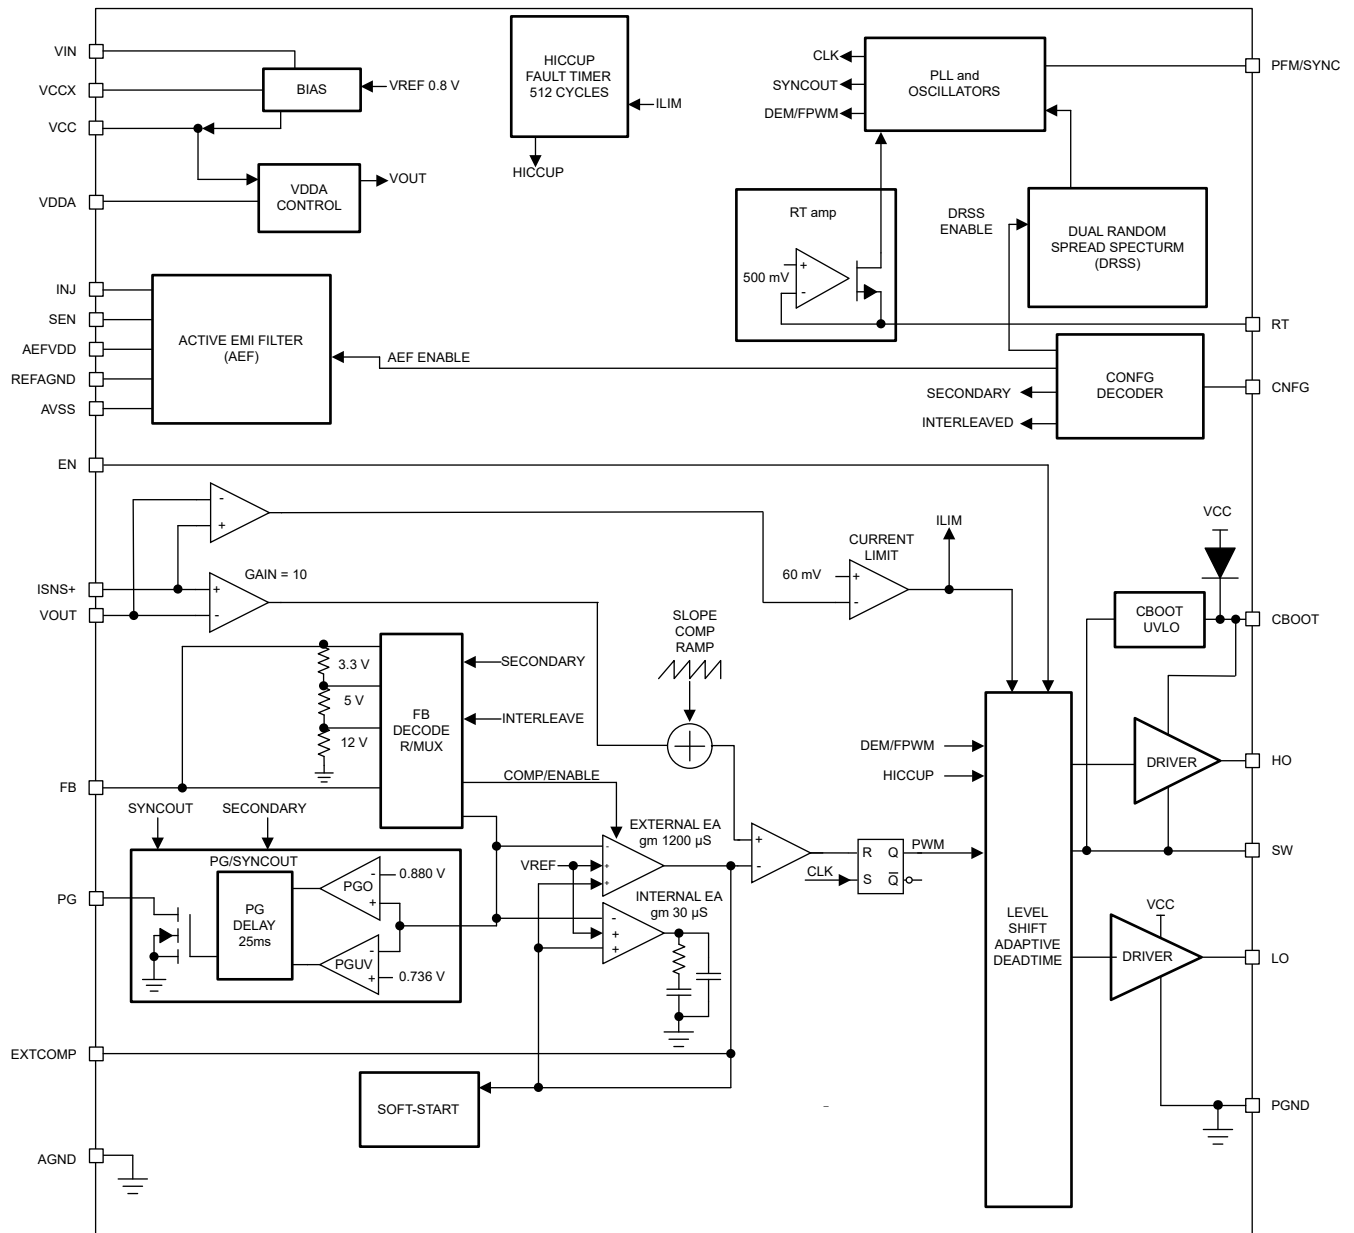 VIN
VCCX
VCC
VDDA
BIAS
VREF 0.8 V
VDDA
CONTROL
VOUT
HICCUP
FAULT TIMER
512 CYCLES
ILIM
HICCUP
CLK
SYNCOUT
DEM/FPWM
PLL and
OSCILLATORS
PFM/SYNC
RT amp
+
-
500 mV
DRSS
ENABLE
DUAL RANDOM
SPREAD SPECTURM
(DRSS)
RT
INJ
SEN
AEFVDD
REFAGND
AVSS
ACTIVE EMI FILTER
(AEF)
AEF ENABLE
CONFG
DECODER
SECONDARY
INTERLEAVED
CNFG
EN
-
+
ISNS+
VOUT
GAIN = 10
+
-
CURRENT
LIMIT
60 mV
+
-
ILIM
VCC
CBOOT
UVLO
CBOOT
SLOPE
COMP
RAMP
3.3 V
5 V
12 V
FB
DECODE
R/MUX
SECONDARY
INTERLEAVE
COMP/ENABLE
FB
SYNCOUT
SECONDARY
PG/SYNCOUT
PG
DELAY
25ms
PGO
-
+
0.880 V
PGUV
-
+
0.736 V
PG
EXTERNAL EA
gm 1200 µS
-
+
+
VREF
INTERNAL EA
gm 30 µS
-
+
+
+
-
CLK
R
Q
S
Q̅
PWM
DEM/FPWM
HICCUP
LEVEL
SHIFT
ADAPTIVE
DEADTIME
DRIVER
HO
SW
VCC
DRIVER
LO
PGND
EXTCOMP
SOFT-START
AGND